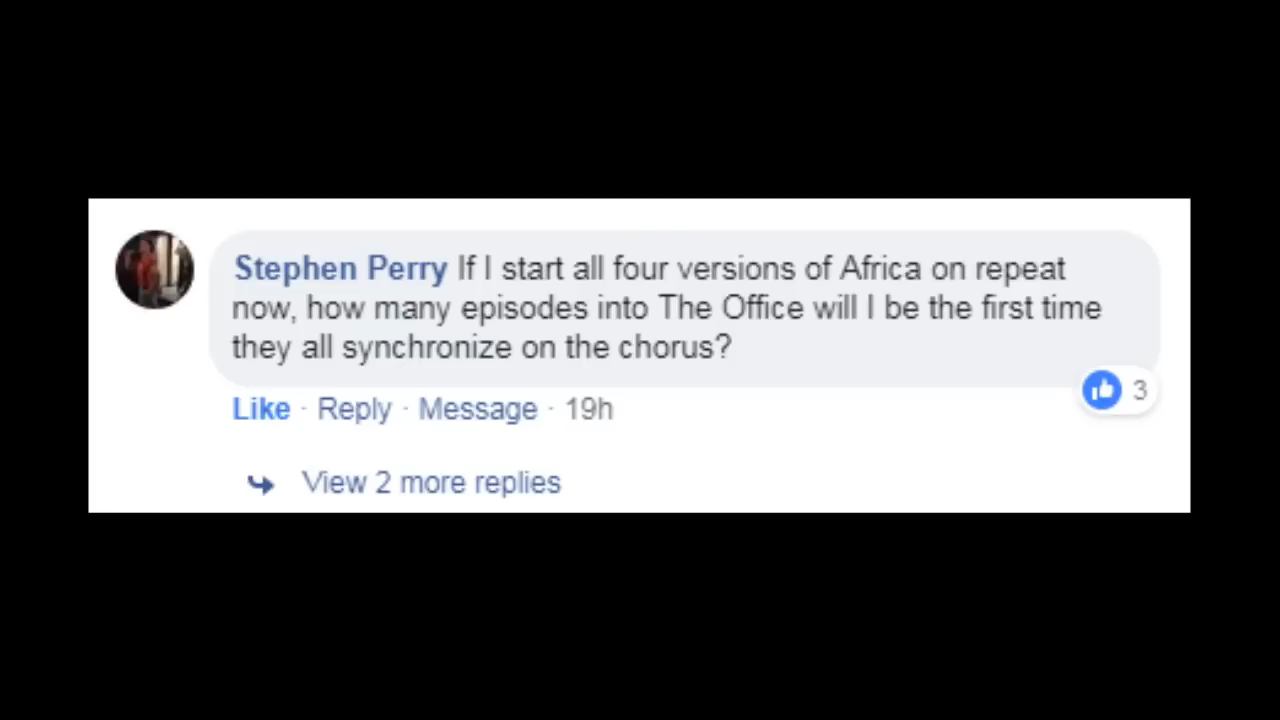 Stephen Perry If I start all four versions of Africa on repeat
now, how many episodes into The Office will I be the first time
they all synchronize on the chorus?
Like · Reply · Message · 19h
3
View 2 more replies